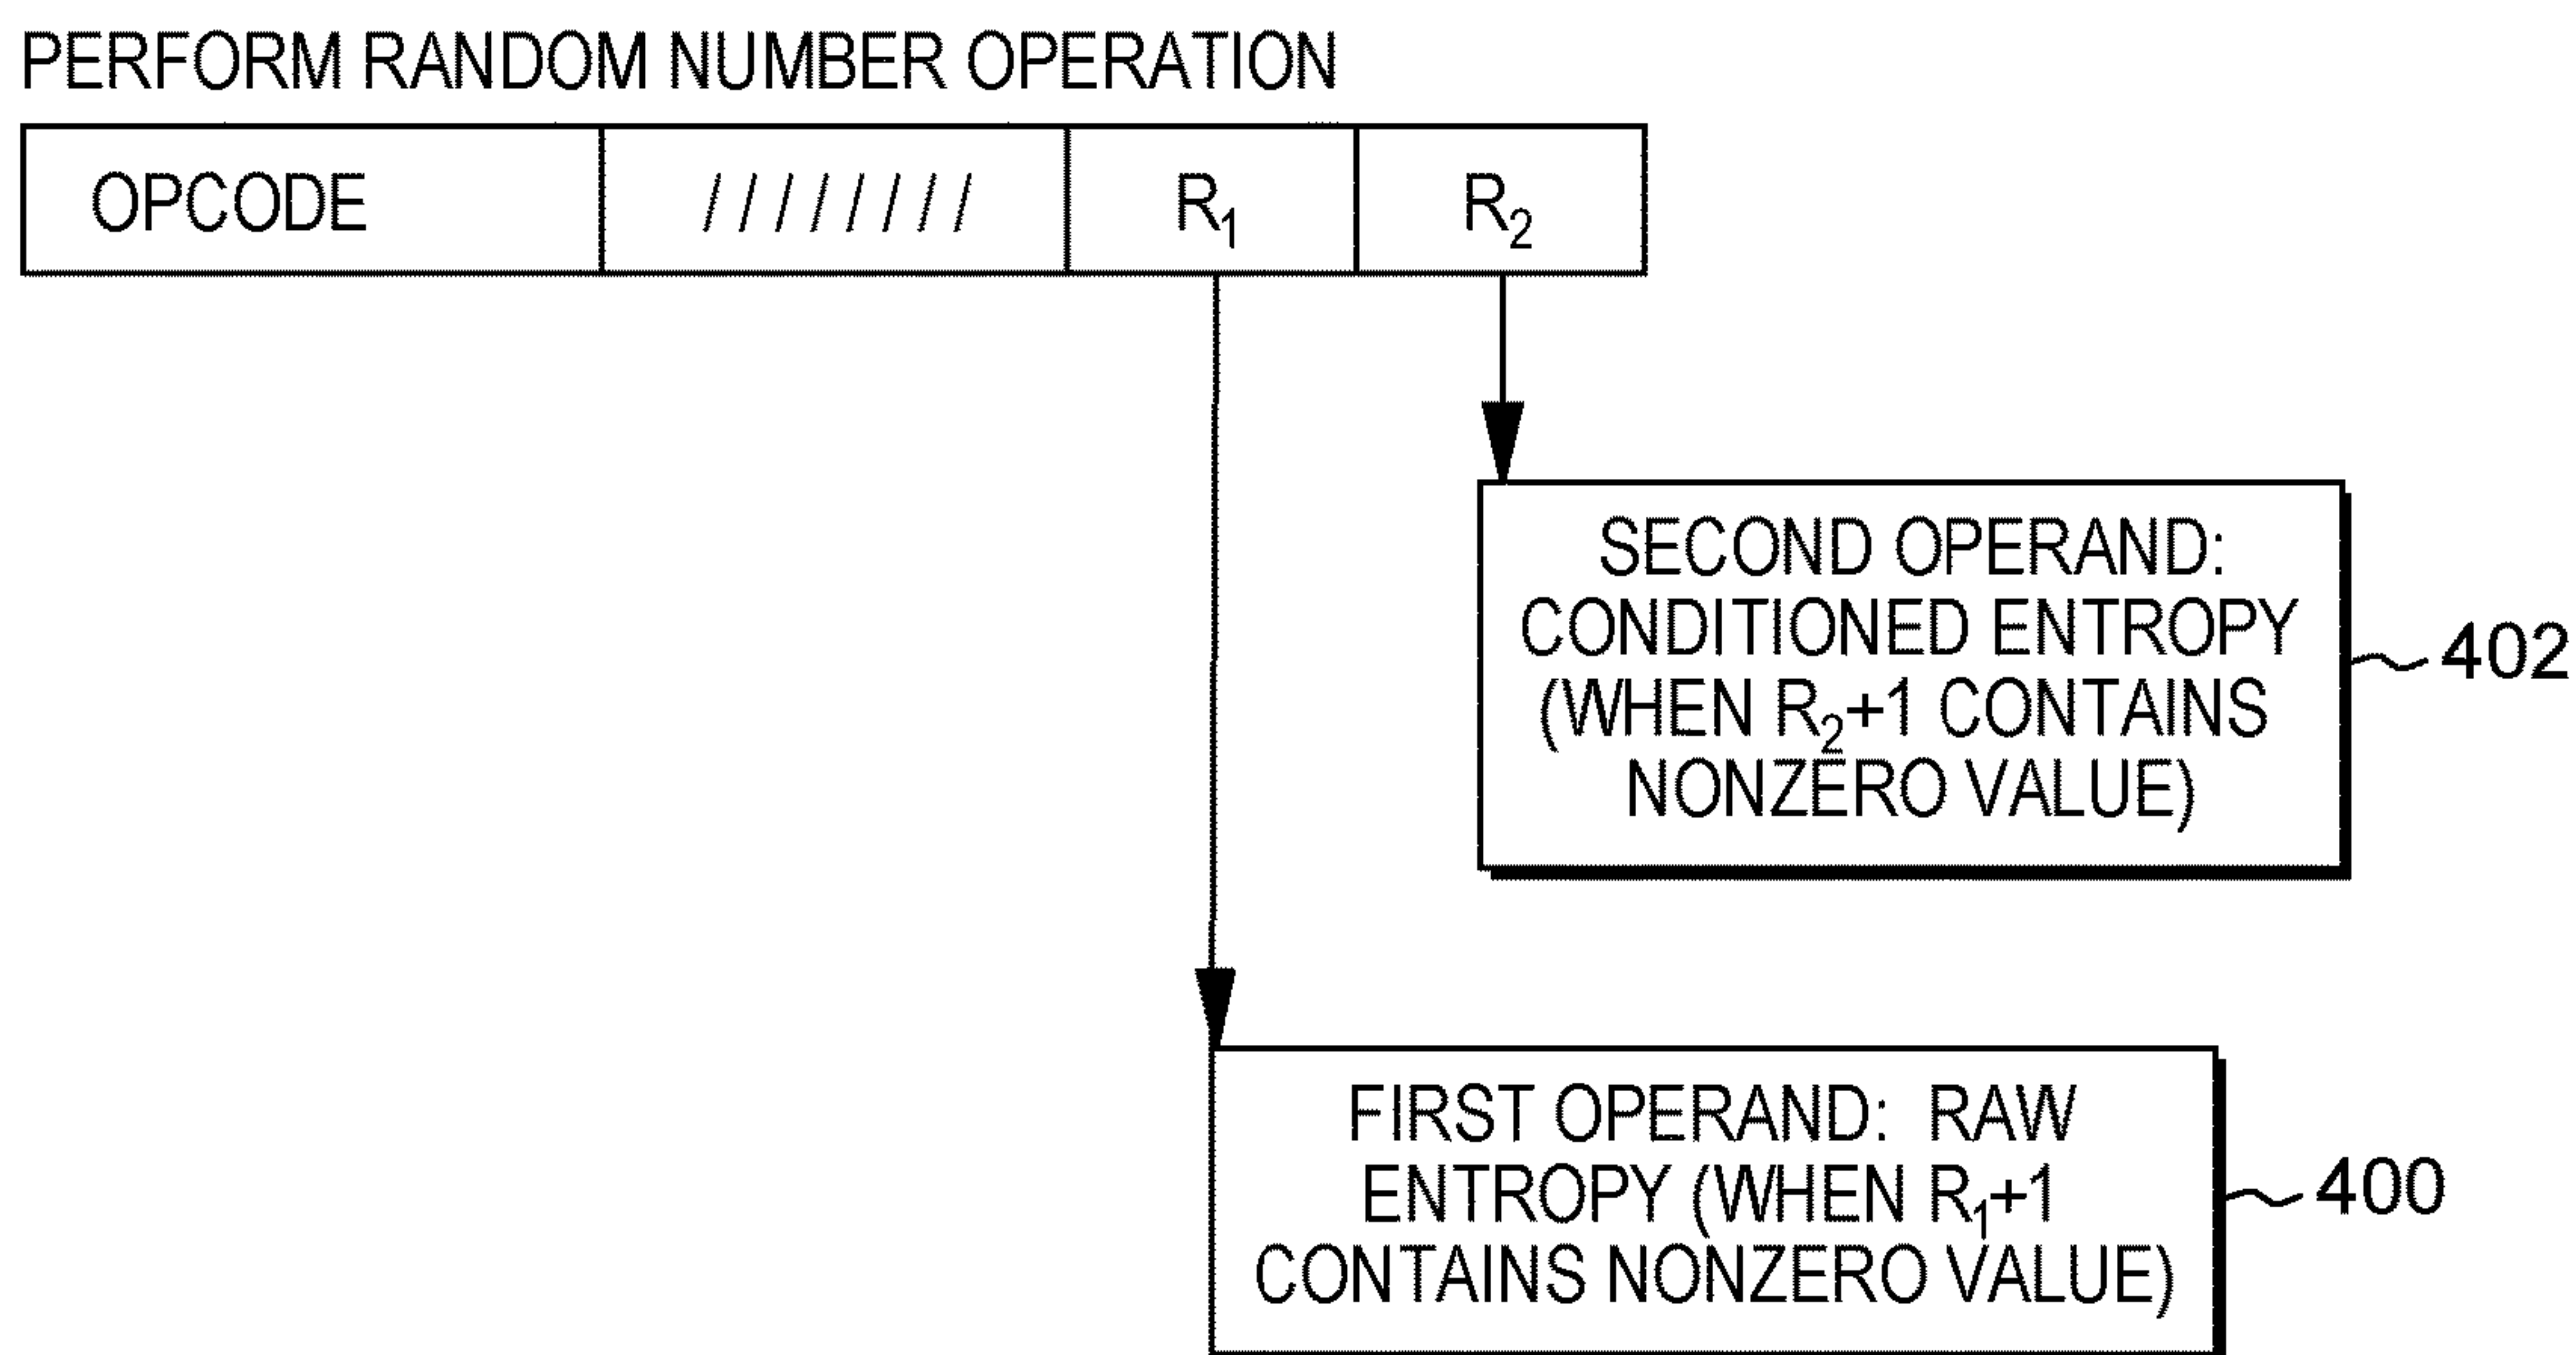 PERFORM RANDOM NUMBER OPERATION
OPCODE / / / / / / / / R₁ R₂
SECOND OPERAND:
CONDITIONED ENTROPY
(WHEN R₂+1 CONTAINS
NONZERO VALUE)
402
FIRST OPERAND: RAW
ENTROPY (WHEN R₁+1
CONTAINS NONZERO VALUE)
400